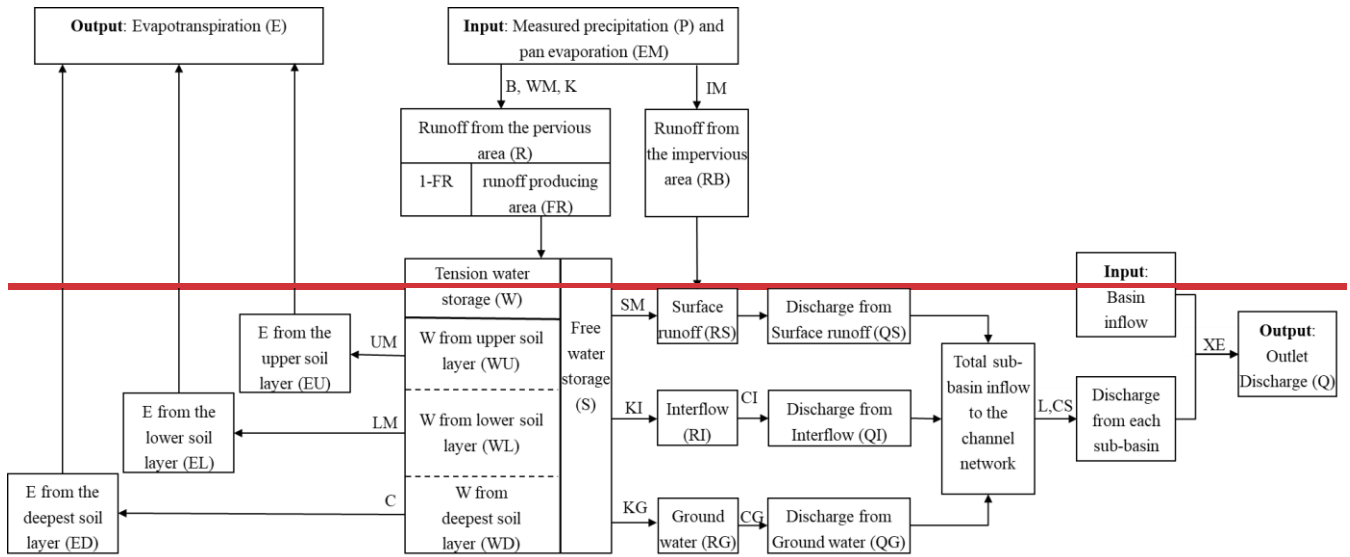 Output: Evapotranspiration (E)
Input: Measured precipitation (P) and
pan evaporation (EM)
B, WM, K
IM
Runoff from the pervious
area (R)
1-FR
runoff producing
area (FR)
Runoff from
the impervious
area (RB)
Tension water
storage (W)
W from upper soil
layer (WU)
W from lower soil
layer (WL)
W from
deepest soil
layer (WD)
Free
water
storage
(S)
E from the
upper soil
layer (EU)
UM
E from the
lower soil
layer (EL)
LM
E from the
deepest soil
layer (ED)
C
SM
Surface
runoff (RS)
Discharge from
Surface runoff (QS)
KI
Interflow
(RI)
CI
Discharge from
Interflow (QI)
KG
Ground
water (RG)
CG
Discharge from
Ground water (QG)
Total sub-
basin inflow
to the
channel
network
L,CS
Input:
Basin
inflow
Discharge
from each
sub-basin
XE
Output:
Outlet
Discharge (Q)